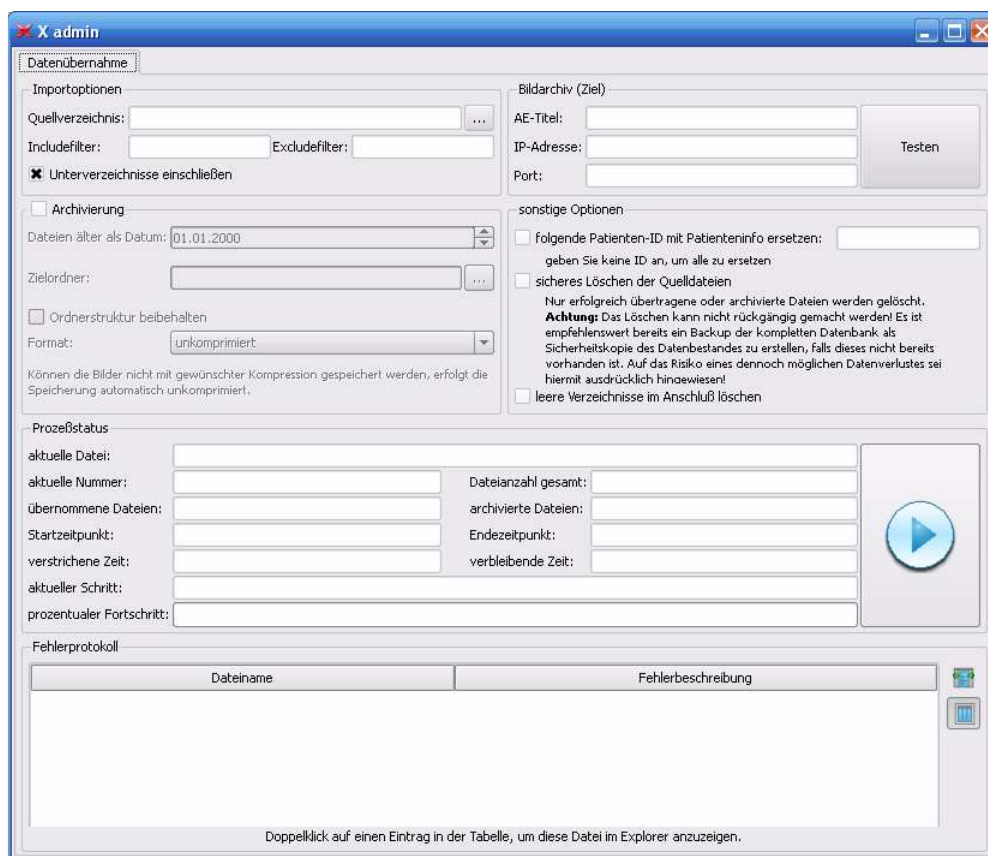 X admin
Datenübernahme
Importoptionen
Quellverzeichnis:
...
Includefilter:
Excludefilter:
Unterverzeichnisse einschließen
Bildarchiv (Ziel)
AE-Titel:
IP-Adresse:
Port:
Testen
Archivierung
Dateien älter als Datum: 01.01.2000
Zielordner:
...
Ordnerstruktur beibehalten
Format: unkomprimiert
Können die Bilder nicht mit gewünschter Kompression gespeichert werden, erfolgt die
Speicherung automatisch unkomprimiert.
sonstige Optionen
folgende Patienten-ID mit Patienteninfo ersetzen:
geben Sie keine ID an, um alle zu ersetzen
sicheres Löschen der Quelldateien
Nur erfolgreich übertragene oder archivierte Dateien werden gelöscht.
Achtung: Das Löschen kann nicht rückgängig gemacht werden! Es ist
empfehlenswert bereits ein Backup der kompletten Datenbank als
Sicherheitskopie des Datenbestandes zu erstellen, falls dieses nicht bereits
vorhanden ist. Auf das Risiko eines dennoch möglichen Datenverlustes sei
hiermit ausdrücklich hingewiesen!
leere Verzeichnisse im Anschluß löschen
Prozeßstatus
aktuelle Datei:
aktuelle Nummer:
Dateianzahl gesamt:
übernommene Dateien:
archivierte Dateien:
Startzeitpunkt:
Endezeitpunkt:
verstrichene Zeit:
verbleibende Zeit:
aktueller Schritt:
prozentualer Fortschritt:
Fehlerprotokoll
Dateiname
Fehlerbeschreibung
Doppelklick auf einen Eintrag in der Tabelle, um diese Datei im Explorer anzuzeigen.